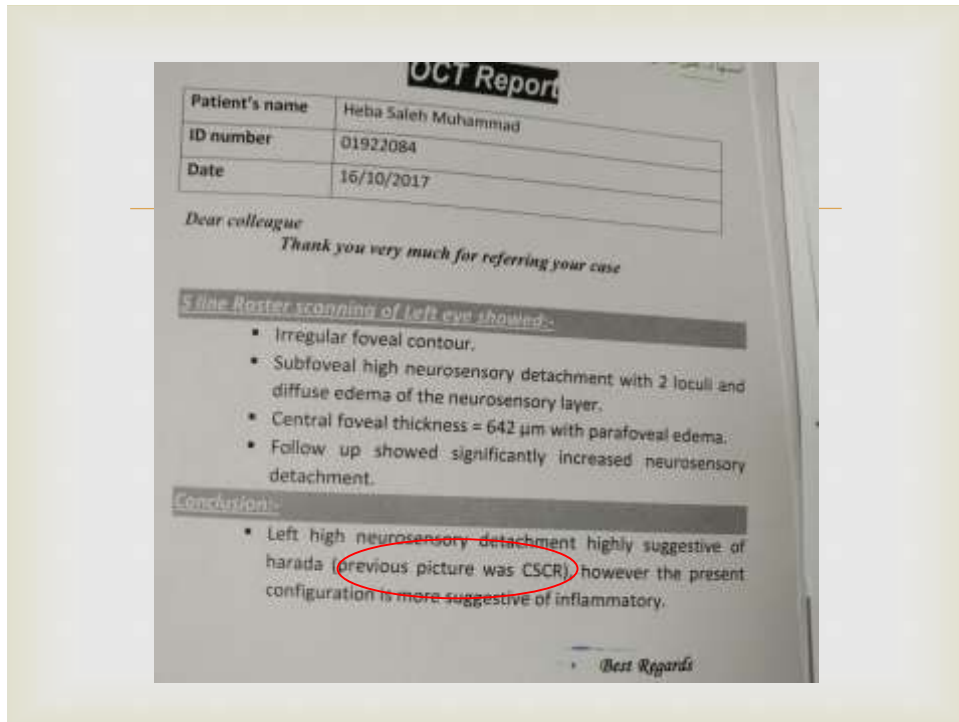 OCT Report
Patient's name Heba Saleh Muhammad
ID number 01922084
Date 16/10/2017
Dear colleague
Thank you very much for referring your case
5 line Raster scanning of Left eye showed:-
▪ Irregular foveal contour.
▪ Subfoveal high neurosensory detachment with 2 loculi and
diffuse edema of the neurosensory layer.
▪ Central foveal thickness = 642 µm with parafoveal edema.
▪ Follow up showed significantly increased neurosensory
detachment.
Conclusion:-
▪ Left high neurosensory detachment highly suggestive of
harada (previous picture was CSCR), however the present
configuration is more suggestive of inflammatory.
Best Regards